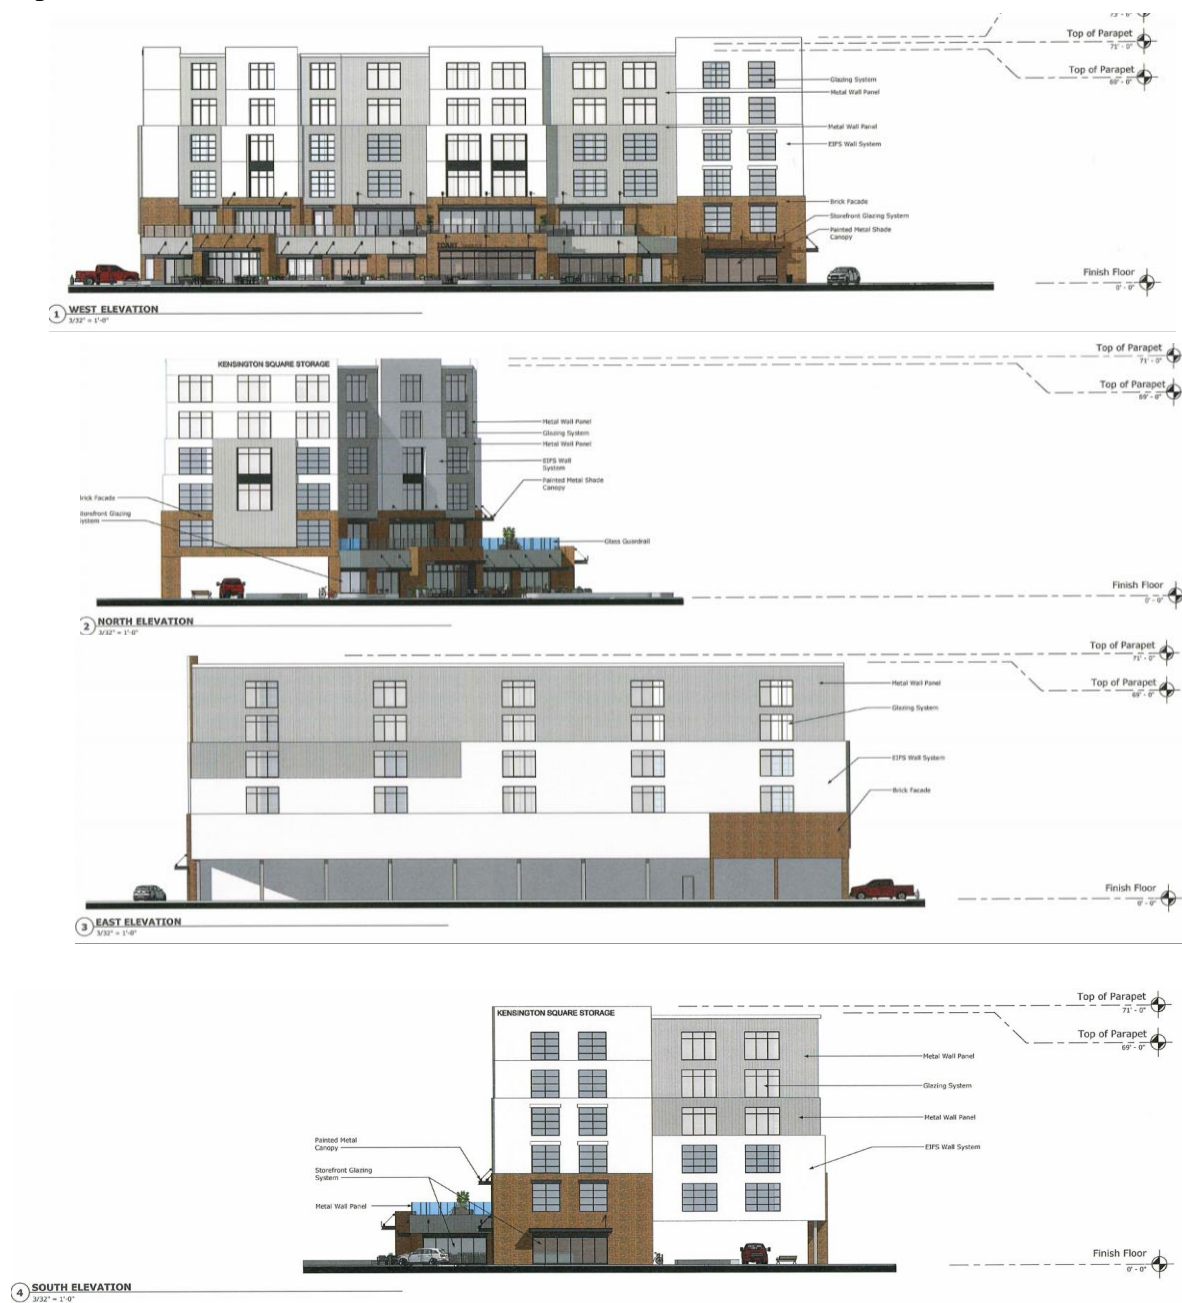 73' - 0"
Top of Parapet
71' - 0"
Top of Parapet
69' - 0"
Glazing System
Metal Wall Panel
Metal Wall Panel
EIFS Wall System
Brick Facade
Storefront Glazing System
Painted Metal Shade
Canopy
Finish Floor
0' - 0"
1 WEST ELEVATION
3/32" = 1'-0"
KENSINGTON SQUARE STORAGE
Top of Parapet
71' - 0"
Top of Parapet
69' - 0"
Metal Wall Panel
Glazing System
Metal Wall Panel
EIFS Wall
System
Painted Metal Shade
Canopy
Brick Facade
Storefront Glazing
System
Glass Guardrail
Finish Floor
0' - 0"
2 NORTH ELEVATION
3/32" = 1'-0"
Top of Parapet
71' - 0"
Top of Parapet
69' - 0"
Metal Wall Panel
Glazing System
EIFS Wall System
Brick Facade
Finish Floor
0' - 0"
3 EAST ELEVATION
3/32" = 1'-0"
Top of Parapet
71' - 0"
Top of Parapet
69' - 0"
KENSINGTON SQUARE STORAGE
Metal Wall Panel
Glazing System
Metal Wall Panel
EIFS Wall System
Painted Metal
Canopy
Storefront Glazing
System
Metal Wall Panel
Finish Floor
0' - 0"
4 SOUTH ELEVATION
3/32" = 1'-0"